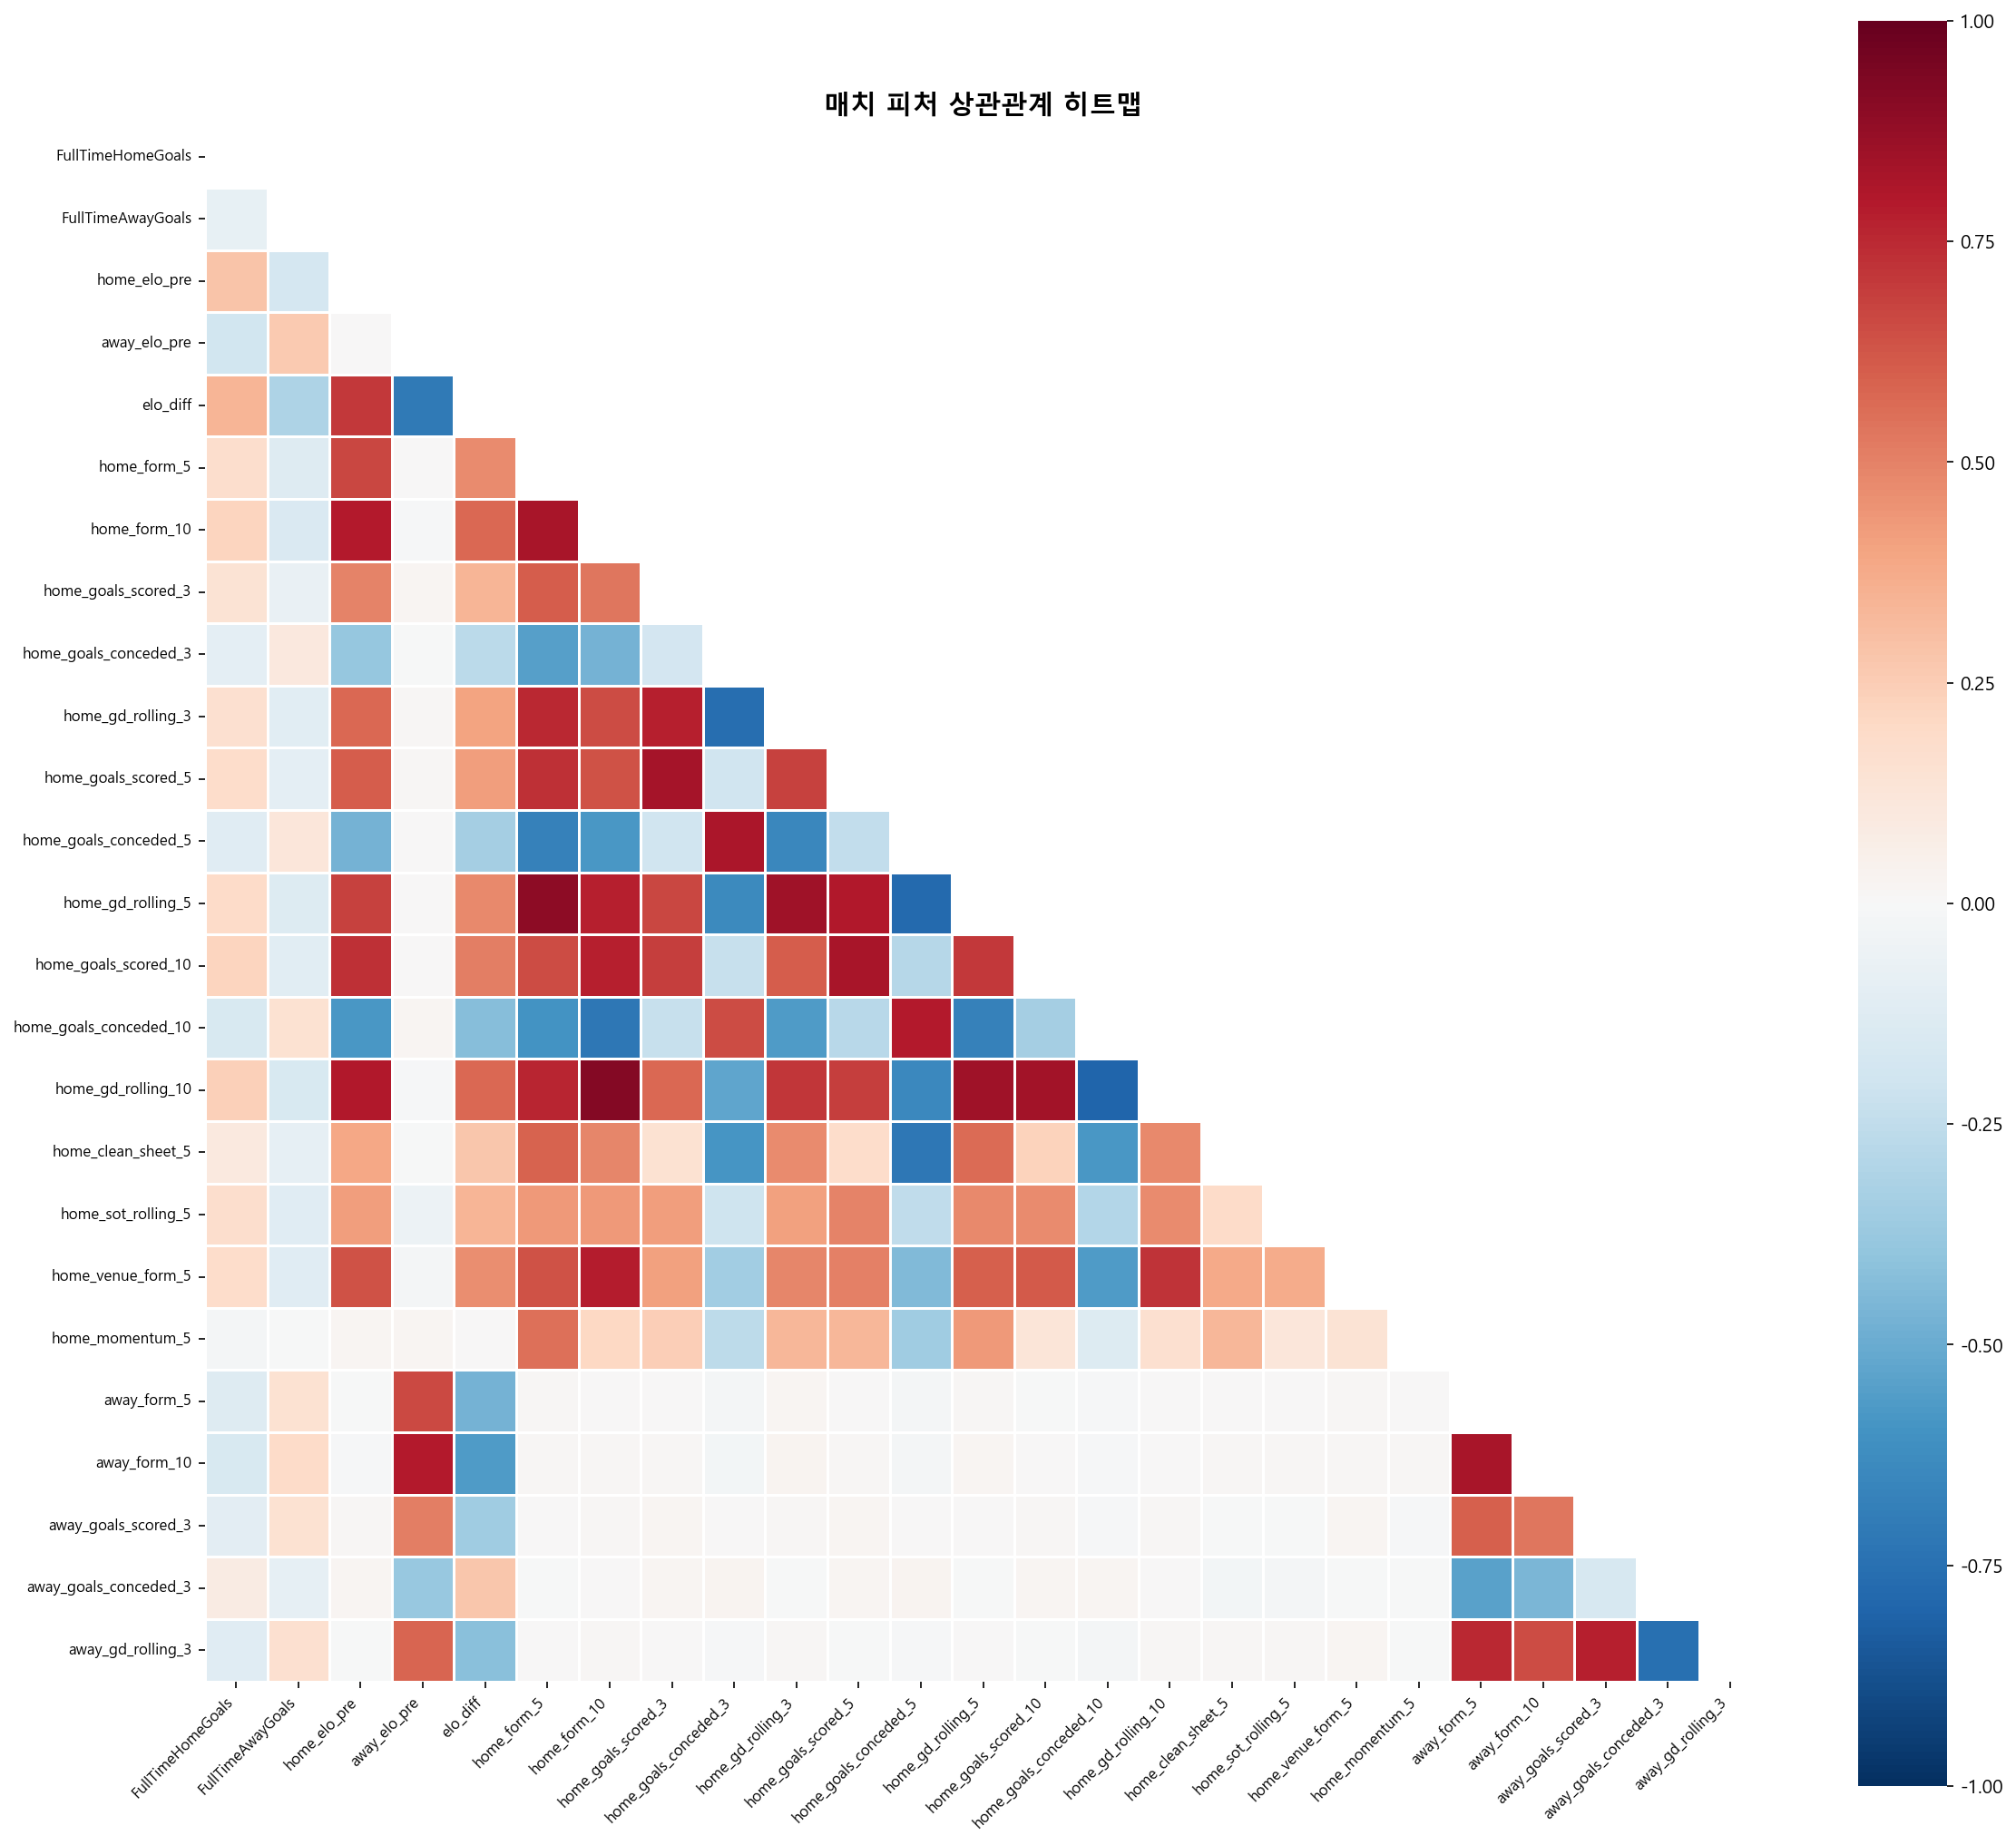 매치 피처 상관관계 히트맵
FullTimeHomeGoals
FullTimeAwayGoals
home_elo_pre
away_elo_pre
elo_diff
home_form_5
home_form_10
home_goals_scored_3
home_goals_conceded_3
home_gd_rolling_3
home_goals_scored_5
home_goals_conceded_5
home_gd_rolling_5
home_goals_scored_10
home_goals_conceded_10
home_gd_rolling_10
home_clean_sheet_5
home_sot_rolling_5
home_venue_form_5
home_momentum_5
away_form_5
away_form_10
away_goals_scored_3
away_goals_conceded_3
away_gd_rolling_3
FullTimeHomeGoals
FullTimeAwayGoals
home_elo_pre
away_elo_pre
elo_diff
home_form_5
home_form_10
home_goals_scored_3
home_goals_conceded_3
home_gd_rolling_3
home_goals_scored_5
home_goals_conceded_5
home_gd_rolling_5
home_goals_scored_10
home_goals_conceded_10
home_gd_rolling_10
home_clean_sheet_5
home_sot_rolling_5
home_venue_form_5
home_momentum_5
away_form_5
away_form_10
away_goals_scored_3
away_goals_conceded_3
away_gd_rolling_3
1.00
0.75
0.50
0.25
0.00
-0.25
-0.50
-0.75
-1.00